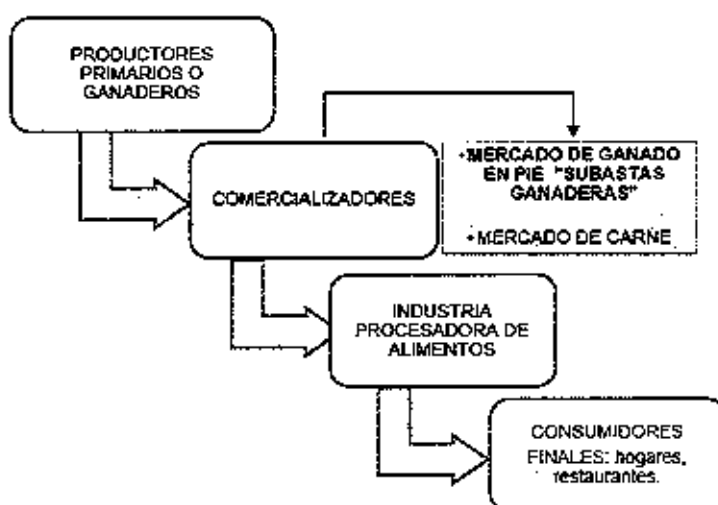 PRODUCTORES
PRIMARIOS O
GANADEROS
COMERCIALIZADORES
•MERCADO DE GANADO
EN PIE "SUBASTAS
GANADERAS"
•MERCADO DE CARNE
INDUSTRIA
PROCESADORA DE
ALIMENTOS
CONSUMIDORES
FINALES: hogares,
restaurantes.